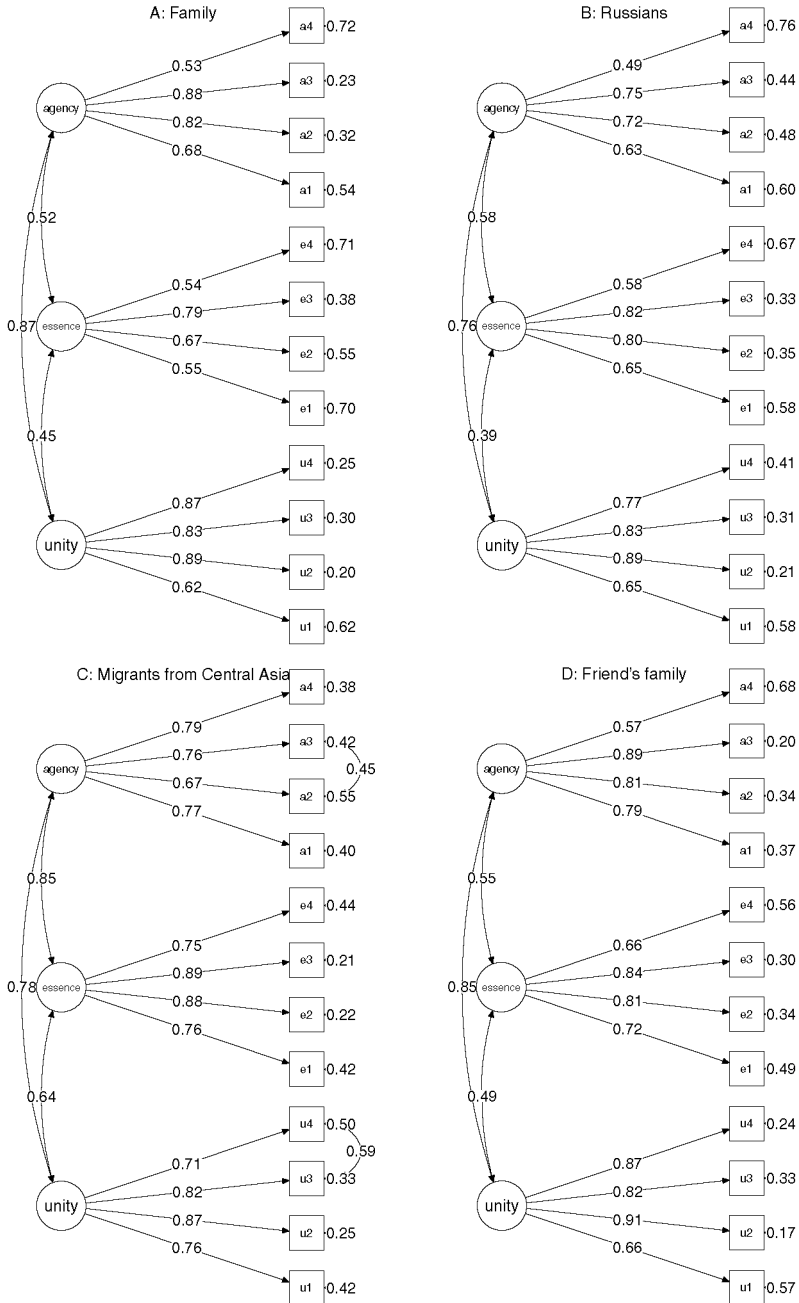 A: Family
a4 0.72
0.53
a3 0.23
0.88
agency
0.82
a2 0.32
0.68
a1 0.54
0.52
e4 0.71
0.54
e3 0.38
0.79
0.87
essence
0.67
e2 0.55
0.55
e1 0.70
0.45
u4 0.25
0.87
u3 0.30
0.83
unity
0.89
u2 0.20
0.62
u1 0.62
B: Russians
a4 0.76
0.49
a3 0.44
0.75
agency
0.72
a2 0.48
0.63
a1 0.60
0.58
e4 0.67
0.58
e3 0.33
0.82
0.76
essence
0.80
e2 0.35
0.65
e1 0.58
0.39
u4 0.41
0.77
u3 0.31
0.83
unity
0.89
u2 0.21
0.65
u1 0.58
C: Migrants from Central Asia
a4 0.38
0.79
a3 0.42
0.76
agency
0.45
0.67
a2 0.55
0.77
a1 0.40
0.85
e4 0.44
0.75
e3 0.21
0.89
0.78
essence
0.88
e2 0.22
0.76
e1 0.42
0.64
u4 0.50
0.59
0.71
u3 0.33
0.82
unity
0.87
u2 0.25
0.76
u1 0.42
D: Friend's family
a4 0.68
0.57
a3 0.20
0.89
agency
0.81
a2 0.34
0.79
a1 0.37
0.55
e4 0.56
0.66
e3 0.30
0.84
0.85
essence
0.81
e2 0.34
0.72
e1 0.49
0.49
u4 0.24
0.87
u3 0.33
0.82
unity
0.91
u2 0.17
0.66
u1 0.57